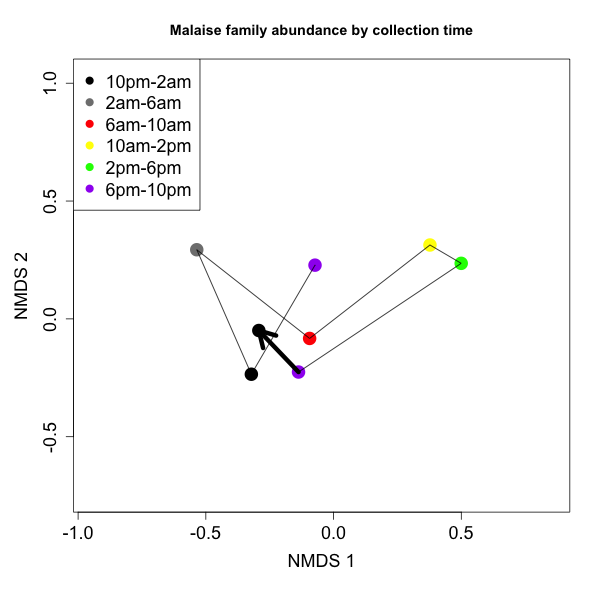 Malaise family abundance by collection time
10pm-2am
2am-6am
6am-10am
10am-2pm
2pm-6pm
6pm-10pm
1.0
0.5
0.0
-0.5
NMDS 2
-1.0 -0.5 0.0 0.5
NMDS 1